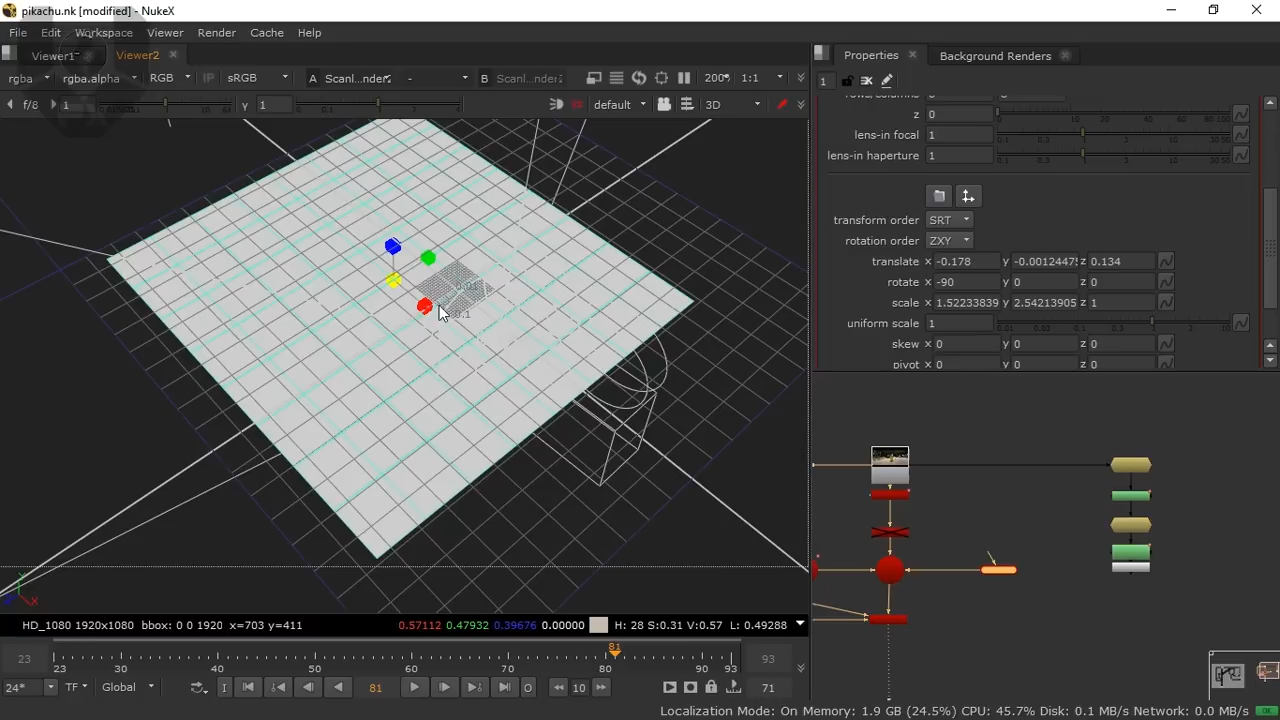 pikachu.nk [modified] - NukeX
File Edit Workspace Viewer Render Cache Help
Viewer1 Viewer2 Properties Background Renders
rgba rgba.alpha RGB IP sRGB A Scanl...nder - B Scanl...nder 200 1:1
1
f/8 1 γ 1 default 3D
z 0
lens-in focal 1
lens-in haperture 1
transform order SRT
rotation order ZXY
translate x -0.178 y -0.0012447 z 0.134
rotate x -90 y 0 z 0
scale x 1.52233839 y 2.54213905 z 1
uniform scale 1
skew x 0 y 0 z 0
pivot x 0 y 0 z 0
HD_1080 1920x1080 bbox: 0 0 1920 x=703 y=411 0.57112 0.47932 0.39676 0.00000 H: 28 S:0.31 V:0.57 L: 0.49288
81
23 23 30 40 50 60 70 80 90 93 93
24* TF Global I 81 O 10 71
Localization Mode: On Memory: 1.9 GB (24.5%) CPU: 45.7% Disk: 0.1 MB/s Network: 0.0 MB/s